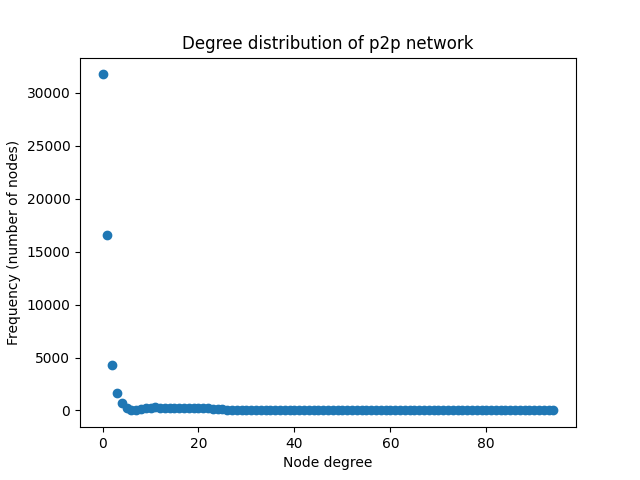 Degree distribution of p2p network
Frequency (number of nodes)
30000
25000
20000
15000
10000
5000
0
0 20 40 60 80
Node degree